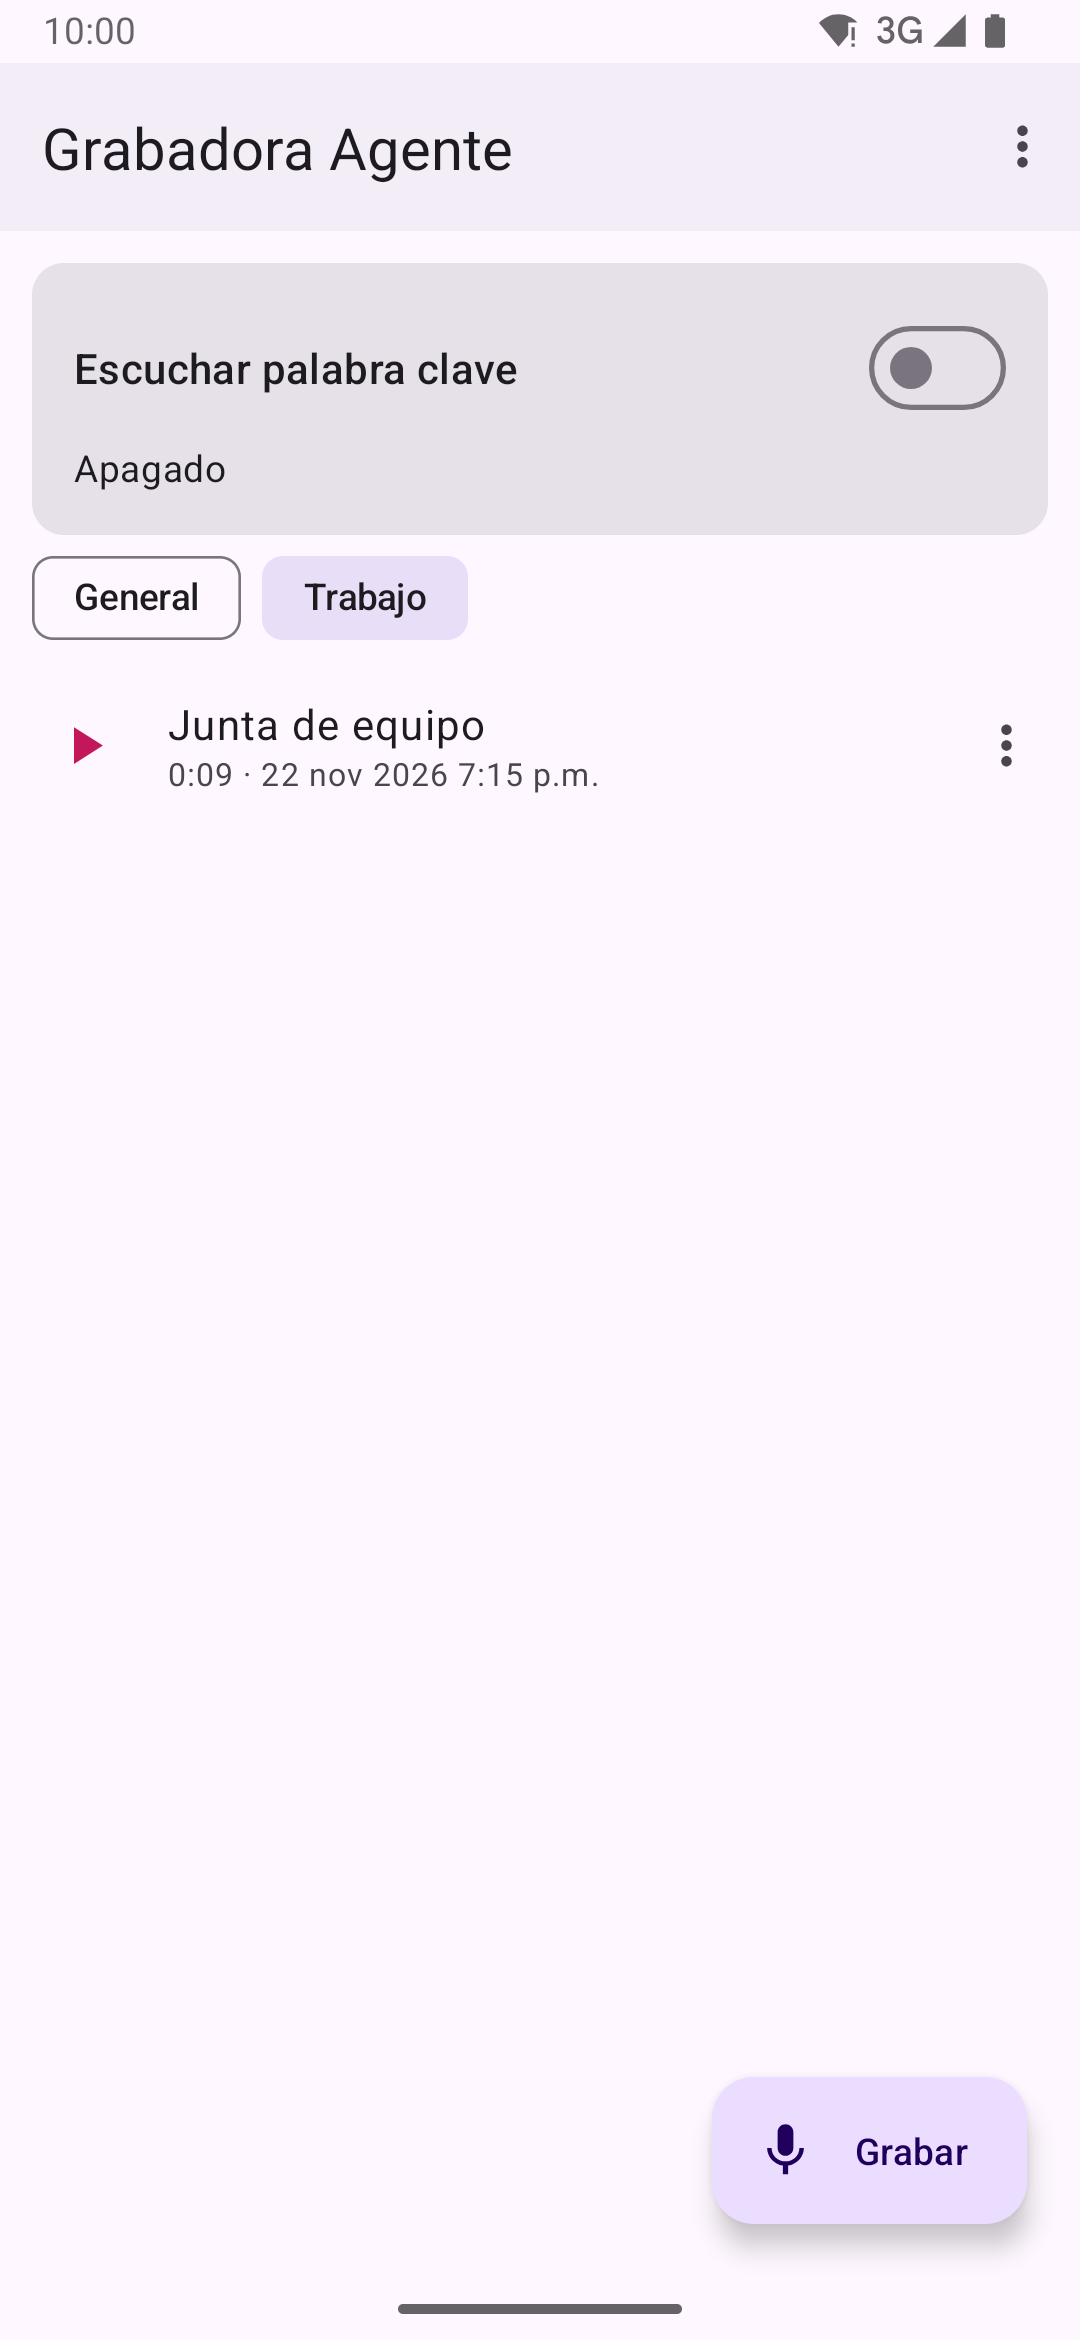 10:00
3G
Grabadora Agente
Escuchar palabra clave
Apagado
General
Trabajo
Junta de equipo
0:09 · 22 nov 2026 7:15 p.m.
Grabar